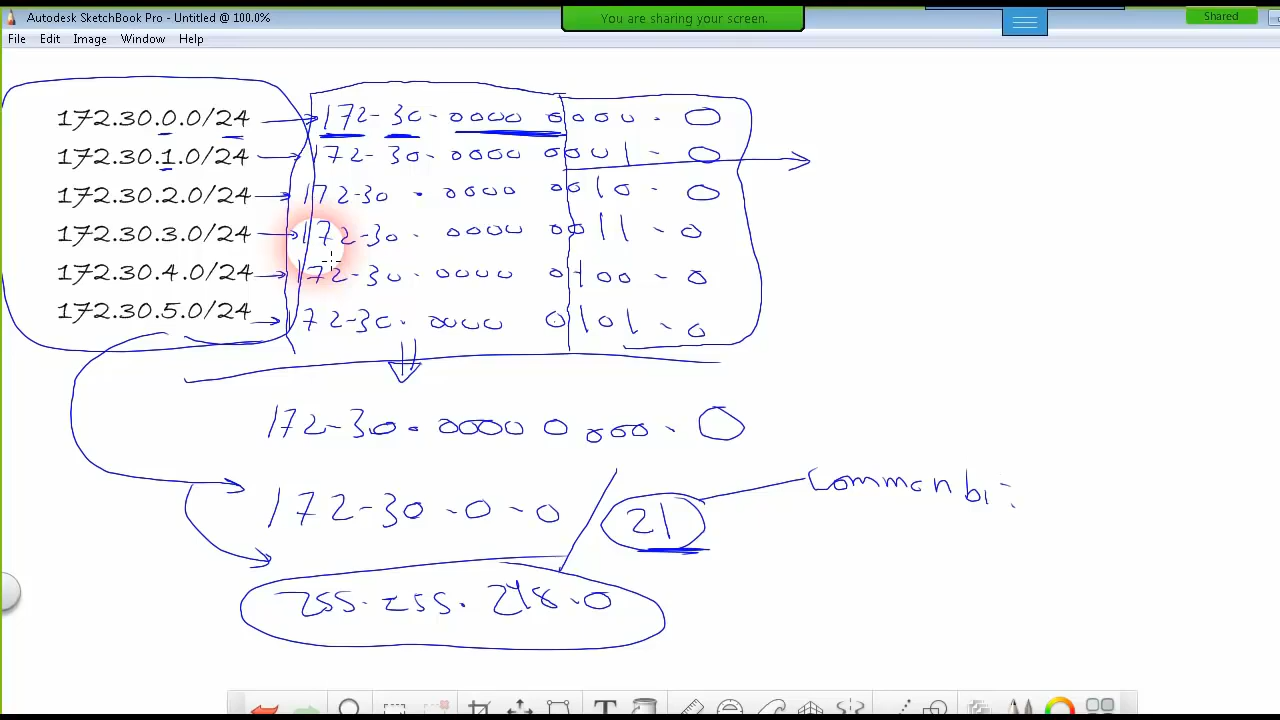 Autodesk SketchBook Pro - Untitled @ 100.0%
You are sharing your screen.
Shared
File Edit Image Window Help
172.30.0.0/24 172-30-0000 0000.0
172.30.1.0/24 172-30-0000 0001-0
172.30.2.0/24 172-30.0000 0010-0
172.30.3.0/24 172-30-0000 0011-0
172.30.4.0/24 172-30-0000 0100-0
172.30.5.0/24 172-30.0000 0101-0
172-30.0000 0000-0
172-30-0-0 / 21 Common bi
255.255.248.0
T